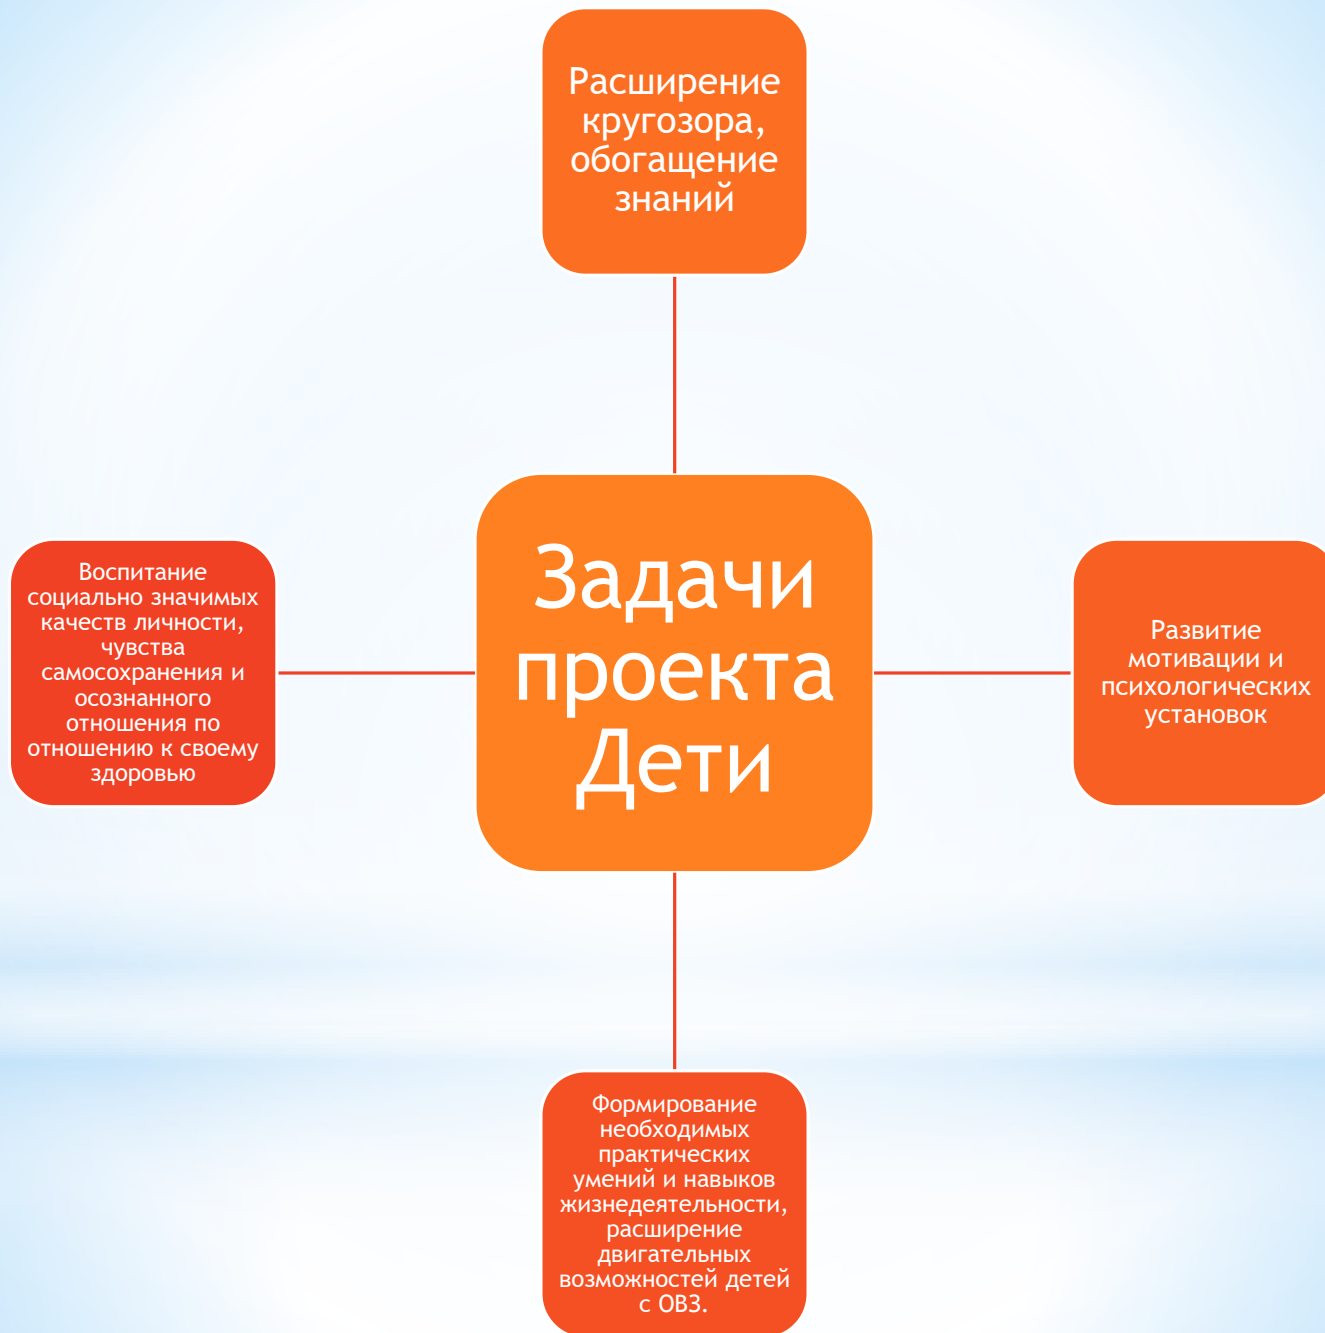 Расширение
кругозора,
обогащение
знаний
Задачи
проекта
Дети
Воспитание
социально значимых
качеств личности,
чувства
самосохранения и
осознанного
отношения по
отношению к своему
здоровью
Развитие
мотивации и
психологических
установок
Формирование
необходимых
практических
умений и навыков
жизнедеятельности,
расширение
двигательных
возможностей детей
с ОВЗ.